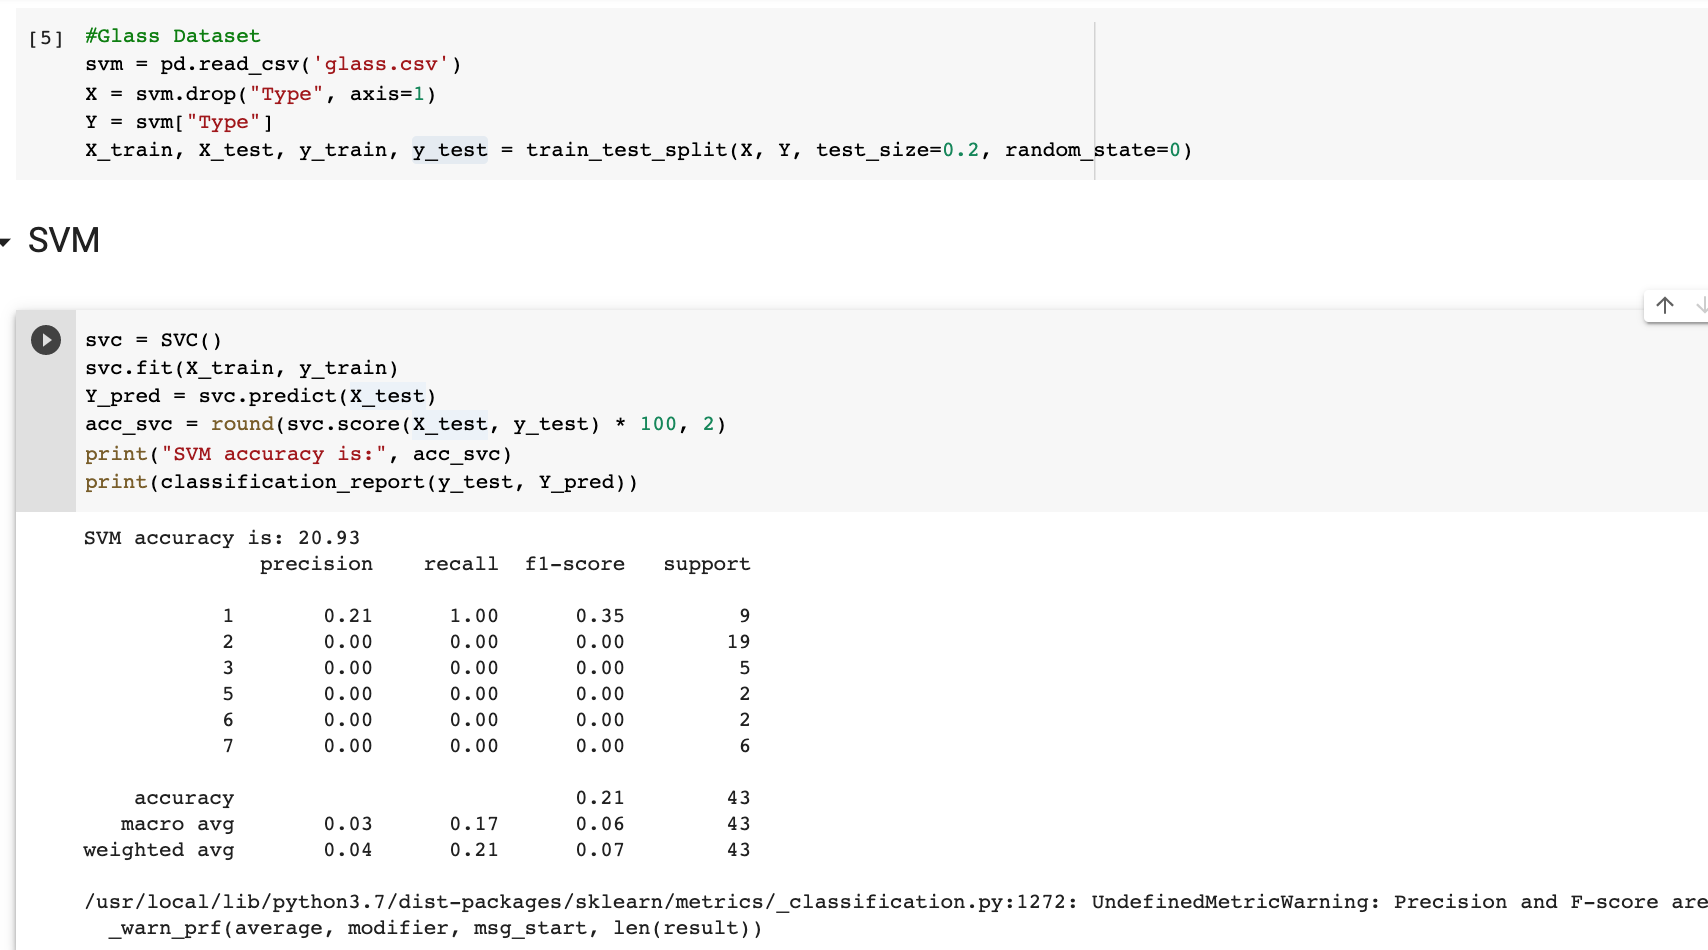 [5] #Glass Dataset
svm = pd.read_csv('glass.csv')
X = svm.drop("Type", axis=1)
Y = svm["Type"]
X_train, X_test, y_train, y_test = train_test_split(X, Y, test_size=0.2, random_state=0)
SVM
svc = SVC()
svc.fit(X_train, y_train)
Y_pred = svc.predict(X_test)
acc_svc = round(svc.score(X_test, y_test) * 100, 2)
print("SVM accuracy is:", acc_svc)
print(classification_report(y_test, Y_pred))
SVM accuracy is: 20.93
precision recall f1-score support
1 0.21 1.00 0.35 9
2 0.00 0.00 0.00 19
3 0.00 0.00 0.00 5
5 0.00 0.00 0.00 2
6 0.00 0.00 0.00 2
7 0.00 0.00 0.00 6
accuracy 0.21 43
macro avg 0.03 0.17 0.06 43
weighted avg 0.04 0.21 0.07 43
/usr/local/lib/python3.7/dist-packages/sklearn/metrics/_classification.py:1272: UndefinedMetricWarning: Precision and F-score are
_warn_prf(average, modifier, msg_start, len(result))